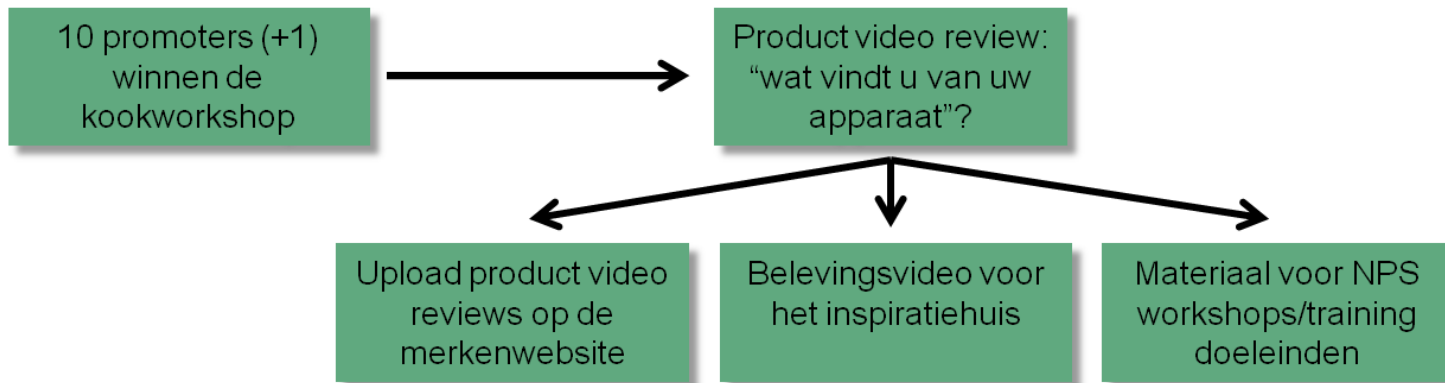 10 promoters (+1)
winnen de
kookworkshop
Product video review:
“wat vindt u van uw
apparaat”?
Upload product video
reviews op de
merkenwebsite
Belevingsvideo voor
het inspiratiehuis
Materiaal voor NPS
workshops/training
doeleinden